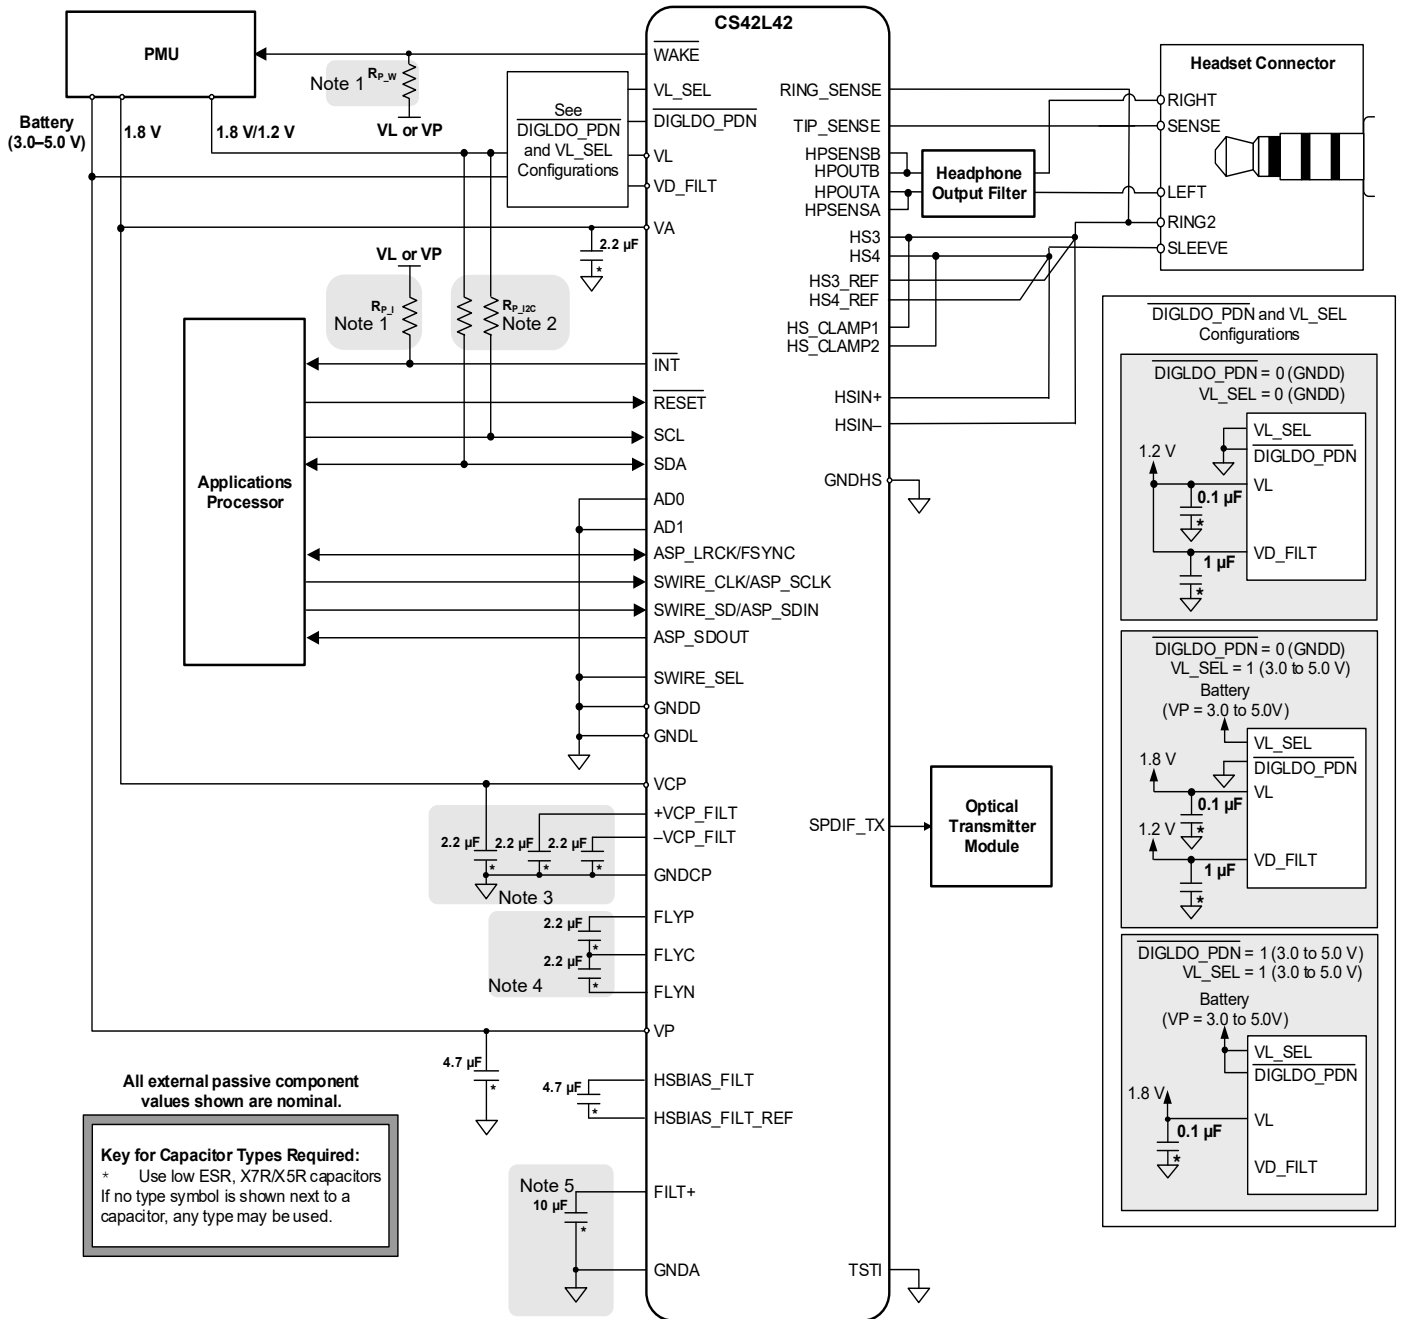 CS42L42
PMU
WAKE
Note 1
RP_W
VL or VP
Battery
(3.0–5.0 V)
1.8 V
1.8 V/1.2 V
See
DIGLDO_PDN
and VL_SEL
Configurations
VL_SEL
DIGLDO_PDN
VL
VD_FILT
VA
2.2 µF
*
VL or VP
RP_I
Note 1
RP_I2C
Note 2
Applications
Processor
INT
RESET
SCL
SDA
AD0
AD1
ASP_LRCK/FSYNC
SWIRE_CLK/ASP_SCLK
SWIRE_SD/ASP_SDIN
ASP_SDOUT
SWIRE_SEL
GNDD
GNDL
VCP
+VCP_FILT
–VCP_FILT
2.2 µF 2.2 µF 2.2 µF
* * *
GNDCP
Note 3
FLYP
2.2 µF
*
FLYC
2.2 µF
*
Note 4
FLYN
VP
4.7 µF
*
HSBIAS_FILT
4.7 µF
*
HSBIAS_FILT_REF
Note 5
FILT+
10 µF
*
GNDA
All external passive component
values shown are nominal.
Key for Capacitor Types Required:
* Use low ESR, X7R/X5R capacitors
If no type symbol is shown next to a
capacitor, any type may be used.
RING_SENSE
TIP_SENSE
HPSENSB
HPOUTB
HPOUTA
HPSENSA
HS3
HS4
HS3_REF
HS4_REF
HS_CLAMP1
HS_CLAMP2
HSIN+
HSIN–
GNDHS
SPDIF_TX
TSTI
Headphone
Output Filter
Optical
Transmitter
Module
Headset Connector
RIGHT
SENSE
LEFT
RING2
SLEEVE
DIGLDO_PDN and VL_SEL
Configurations
DIGLDO_PDN = 0 (GNDD)
VL_SEL = 0 (GNDD)
VL_SEL
DIGLDO_PDN
1.2 V
VL
0.1 µF
*
VD_FILT
1 µF
*
DIGLDO_PDN = 0 (GNDD)
VL_SEL = 1 (3.0 to 5.0 V)
Battery
(VP = 3.0 to 5.0V)
VL_SEL
1.8 V
DIGLDO_PDN
VL
0.1 µF
*
1.2 V
VD_FILT
1 µF
*
DIGLDO_PDN = 1 (3.0 to 5.0 V)
VL_SEL = 1 (3.0 to 5.0 V)
Battery
(VP = 3.0 to 5.0V)
VL_SEL
DIGLDO_PDN
1.8 V
VL
0.1 µF
*
VD_FILT